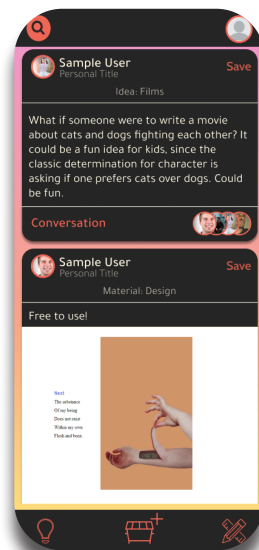 Sample User
Personal Title
Save
Idea: Films
What if someone were to write a movie
about cats and dogs fighting each other? It
could be a fun idea for kids, since the
classic determination for character is
asking if one prefers cats over dogs. Could
be fun.
Conversation
Sample User
Personal Title
Save
Material: Design
Free to use!
Next
The substance
Of my being
Does not exist
Within my own
Flesh and bone.